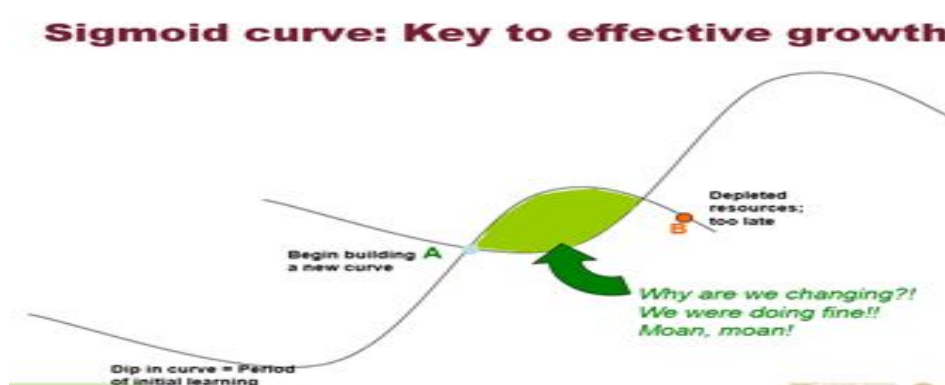 Sigmoid curve: Key to effective growth
Depleted
resources;
too late
B
Begin building A
a new curve
Why are we changing?!
We were doing fine!!
Moan, moan!
Dip in curve = Period
of initial learning